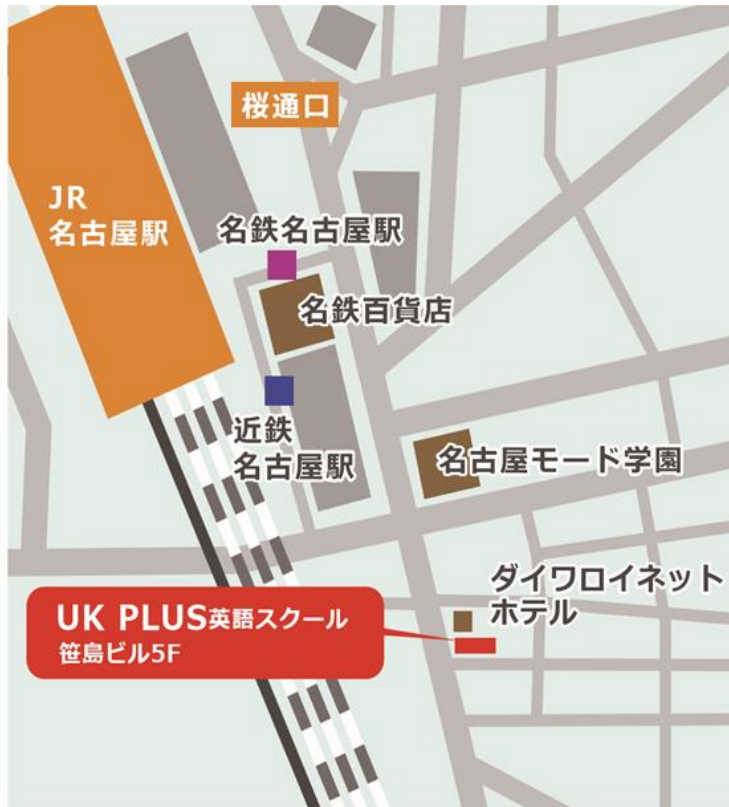 桜通口
JR
名古屋駅
名鉄名古屋駅
名鉄百貨店
近鉄
名古屋駅
名古屋モード学園
ダイワロイネット
ホテル
UK PLUS英語スクール
笹島ビル5F